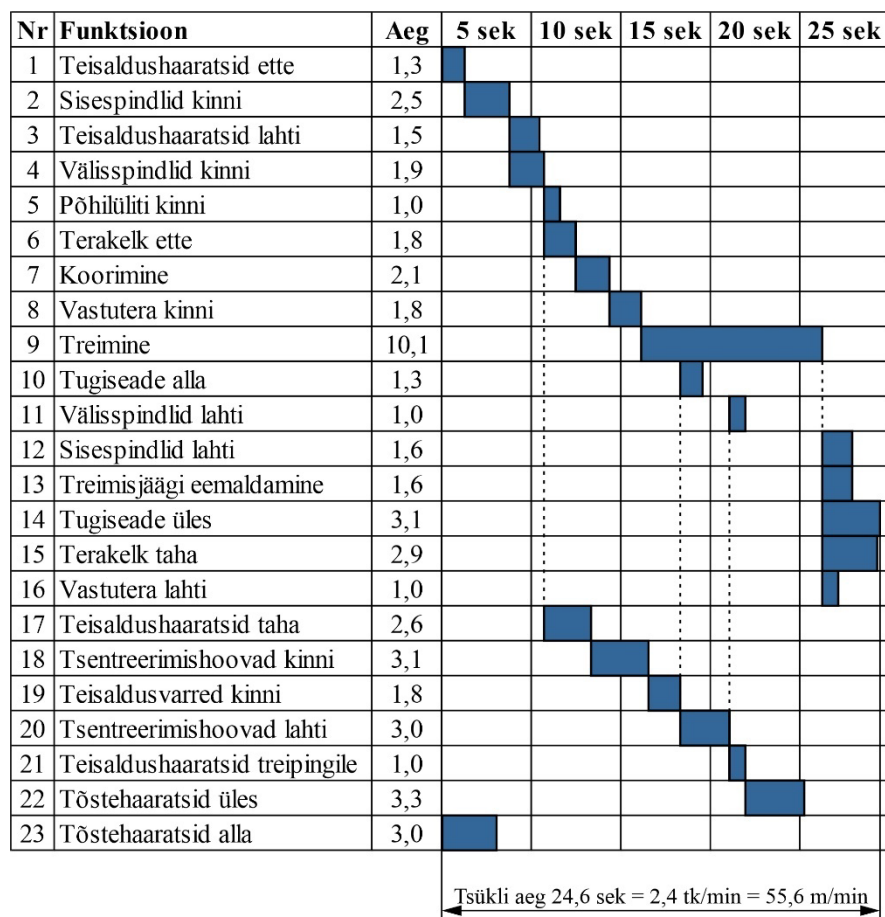 Nr Funktsioon Aeg 5 sek 10 sek 15 sek 20 sek 25 sek
1 Teisaldushaaratsid ette 1,3
2 Sisespindlid kinni 2,5
3 Teisaldushaaratsid lahti 1,5
4 Välisspindlid kinni 1,9
5 Põhilüliti kinni 1,0
6 Terakelk ette 1,8
7 Koorimine 2,1
8 Vastutera kinni 1,8
9 Treimine 10,1
10 Tugiseade alla 1,3
11 Välisspindlid lahti 1,0
12 Sisespindlid lahti 1,6
13 Treimisjäägi eemaldamine 1,6
14 Tugiseade üles 3,1
15 Terakelk taha 2,9
16 Vastutera lahti 1,0
17 Teisaldushaaratsid taha 2,6
18 Tsentreerimishoovad kinni 3,1
19 Teisaldusvarred kinni 1,8
20 Tsentreerimishoovad lahti 3,0
21 Teisaldushaaratsid treipingile 1,0
22 Tõstehaaratsid üles 3,3
23 Tõstehaaratsid alla 3,0
Tsükli aeg 24,6 sek = 2,4 tk/min = 55,6 m/min